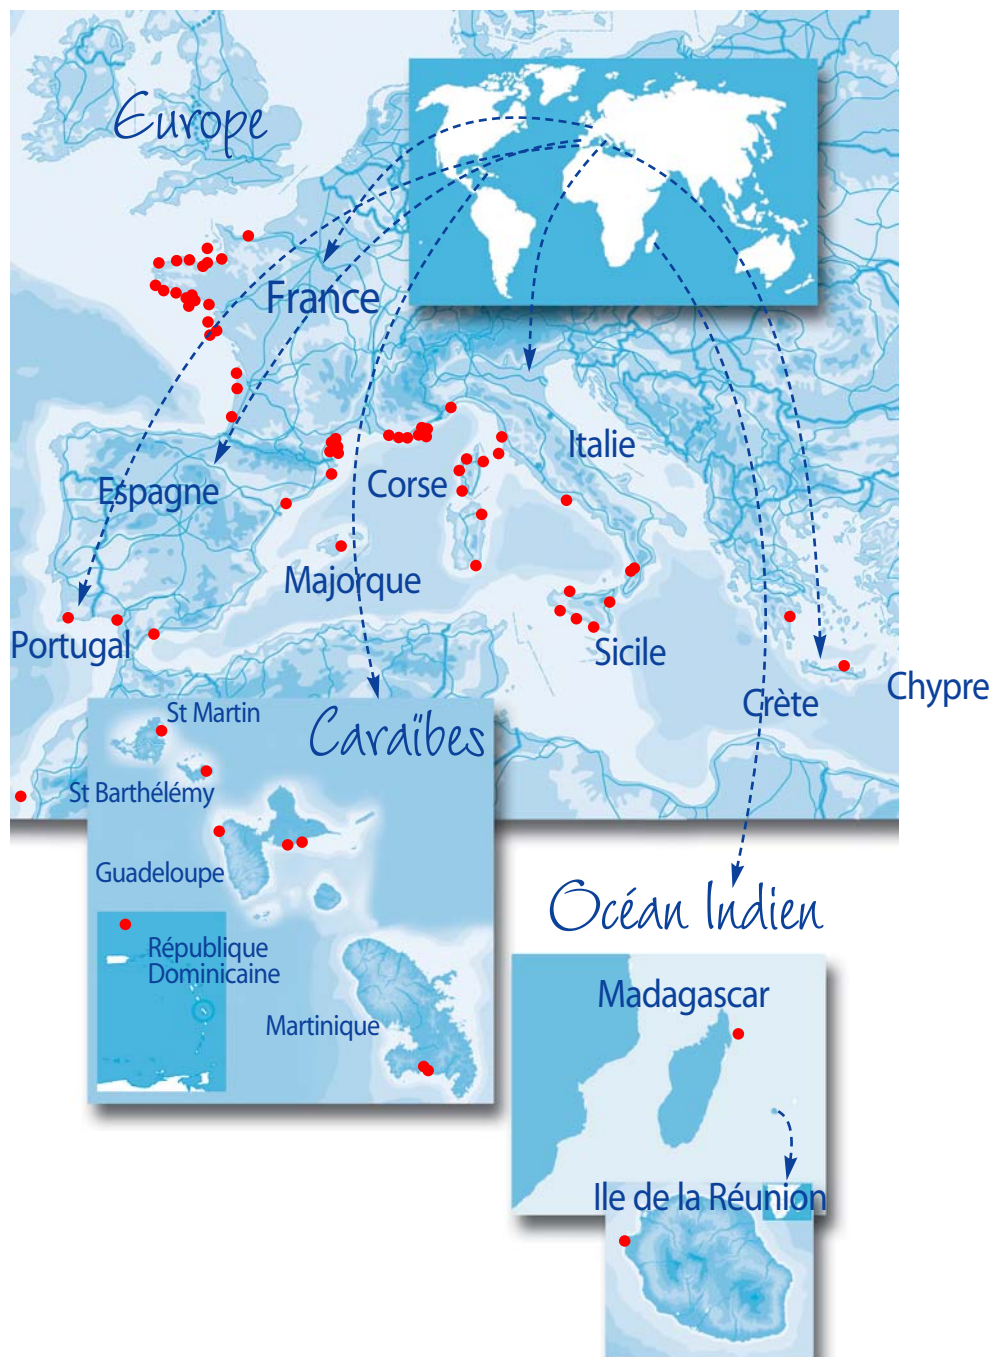 Europe
France
Italie
Corse
Espagne
Majorque
Portugal
Sicile
Chypre
Crète
St Martin
Caraïbes
St Barthélémy
Guadeloupe
Océan Indien
République
Dominicaine
Madagascar
Martinique
Ile de la Réunion